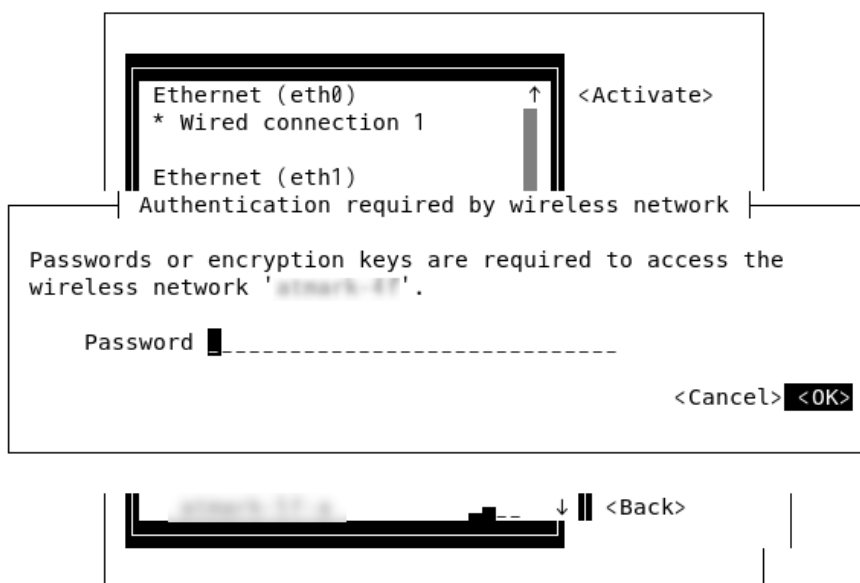 Ethernet (eth0) ↑ <Activate>
* Wired connection 1
Ethernet (eth1)
Authentication required by wireless network
Passwords or encryption keys are required to access the
wireless network ' '.
Password
<Cancel> <OK>
↓ <Back>